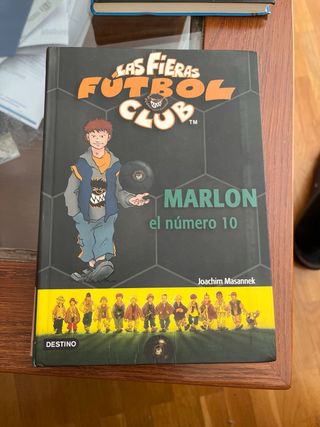 LAS FIERAS
FÚTBOL
CLUB
TM
MARLON
el número 10
Joachim Masannek
DESTINO